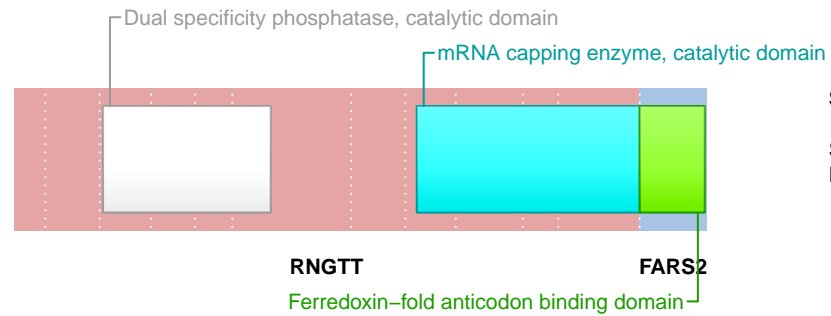 Dual specificity phosphatase, catalytic domain
mRNA capping enzyme, catalytic domain
RNGTT
FARS2
Ferredoxin−fold anticodon binding domain